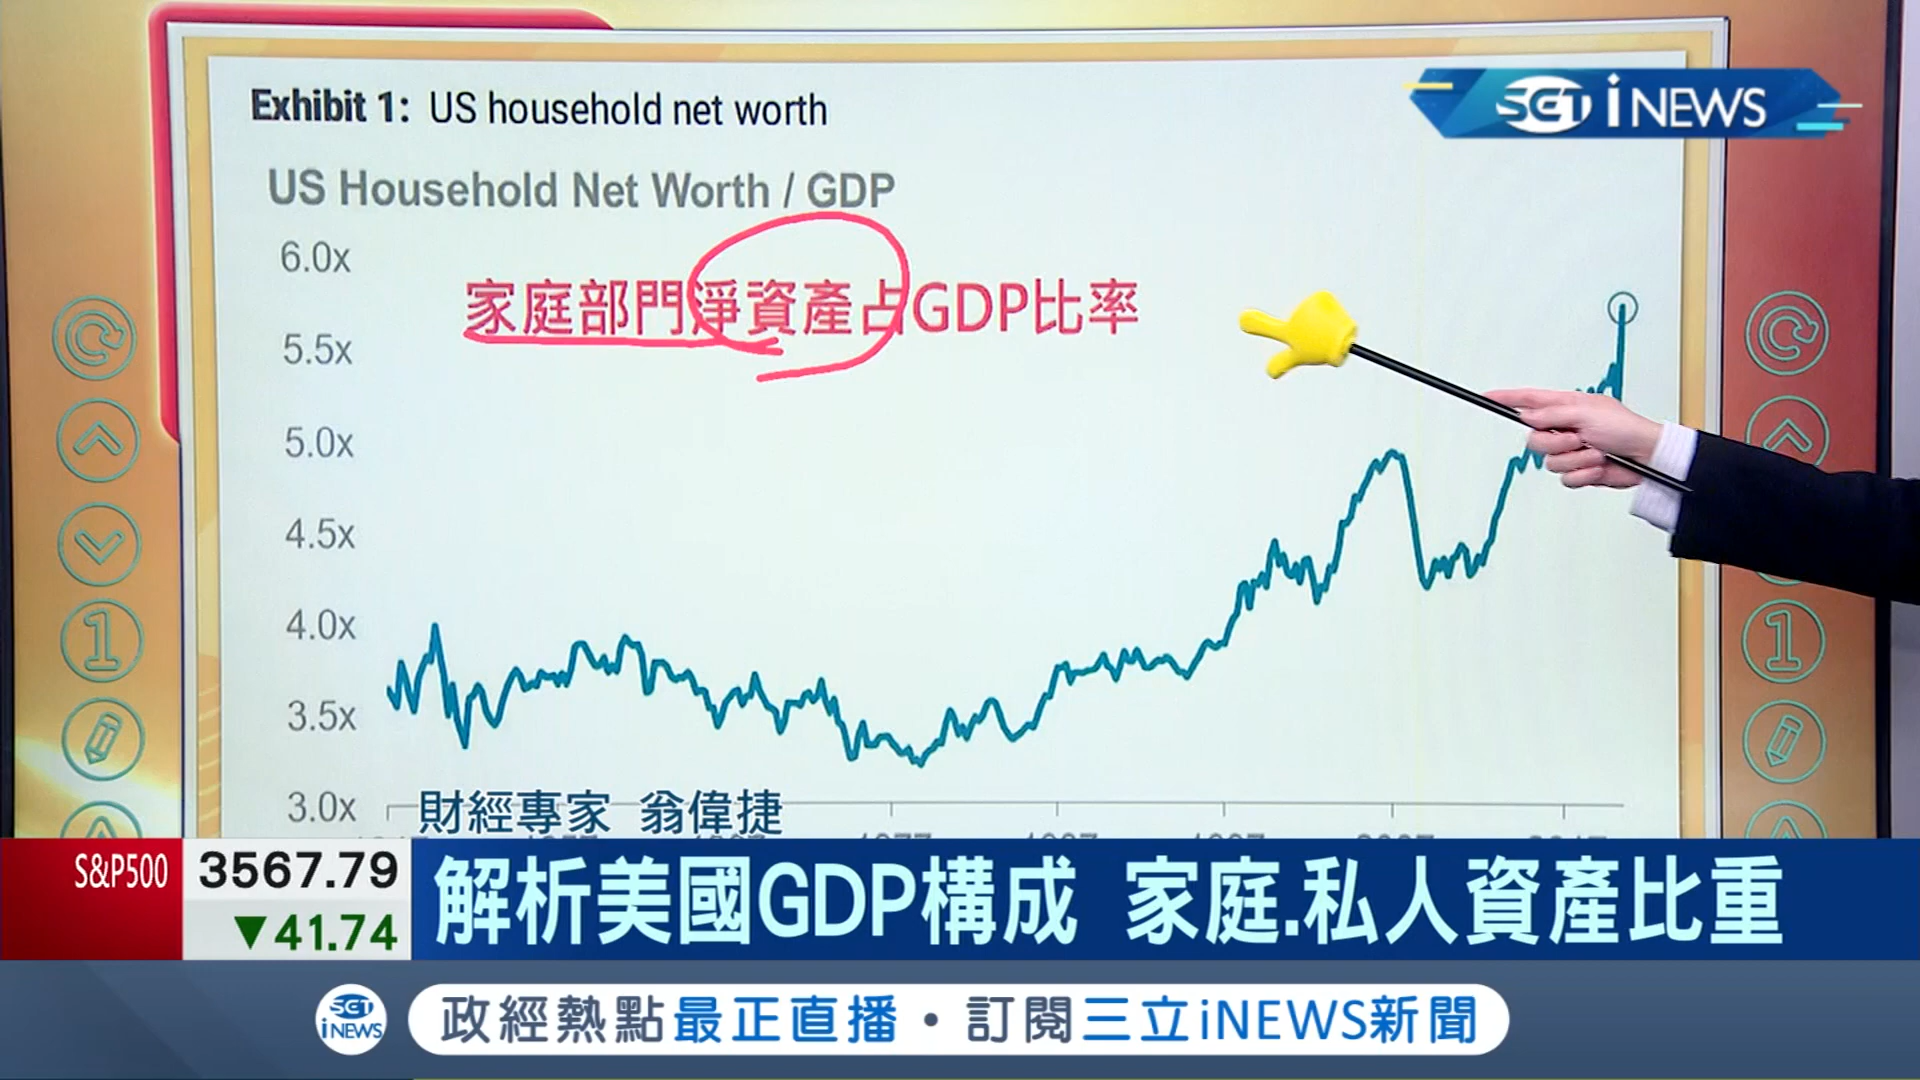 Exhibit 1: US household net worth
SET iNEWS
US Household Net Worth / GDP
6.0x
家庭部門淨資產占GDP比率
5.5x
5.0x
4.5x
4.0x
3.5x
3.0x
財經專家 翁偉捷
S&P500
3567.79
▼41.74
解析美國GDP構成 家庭.私人資產比重
SET iNEWS
政經熱點最正直播・訂閱三立iNEWS新聞
1
1